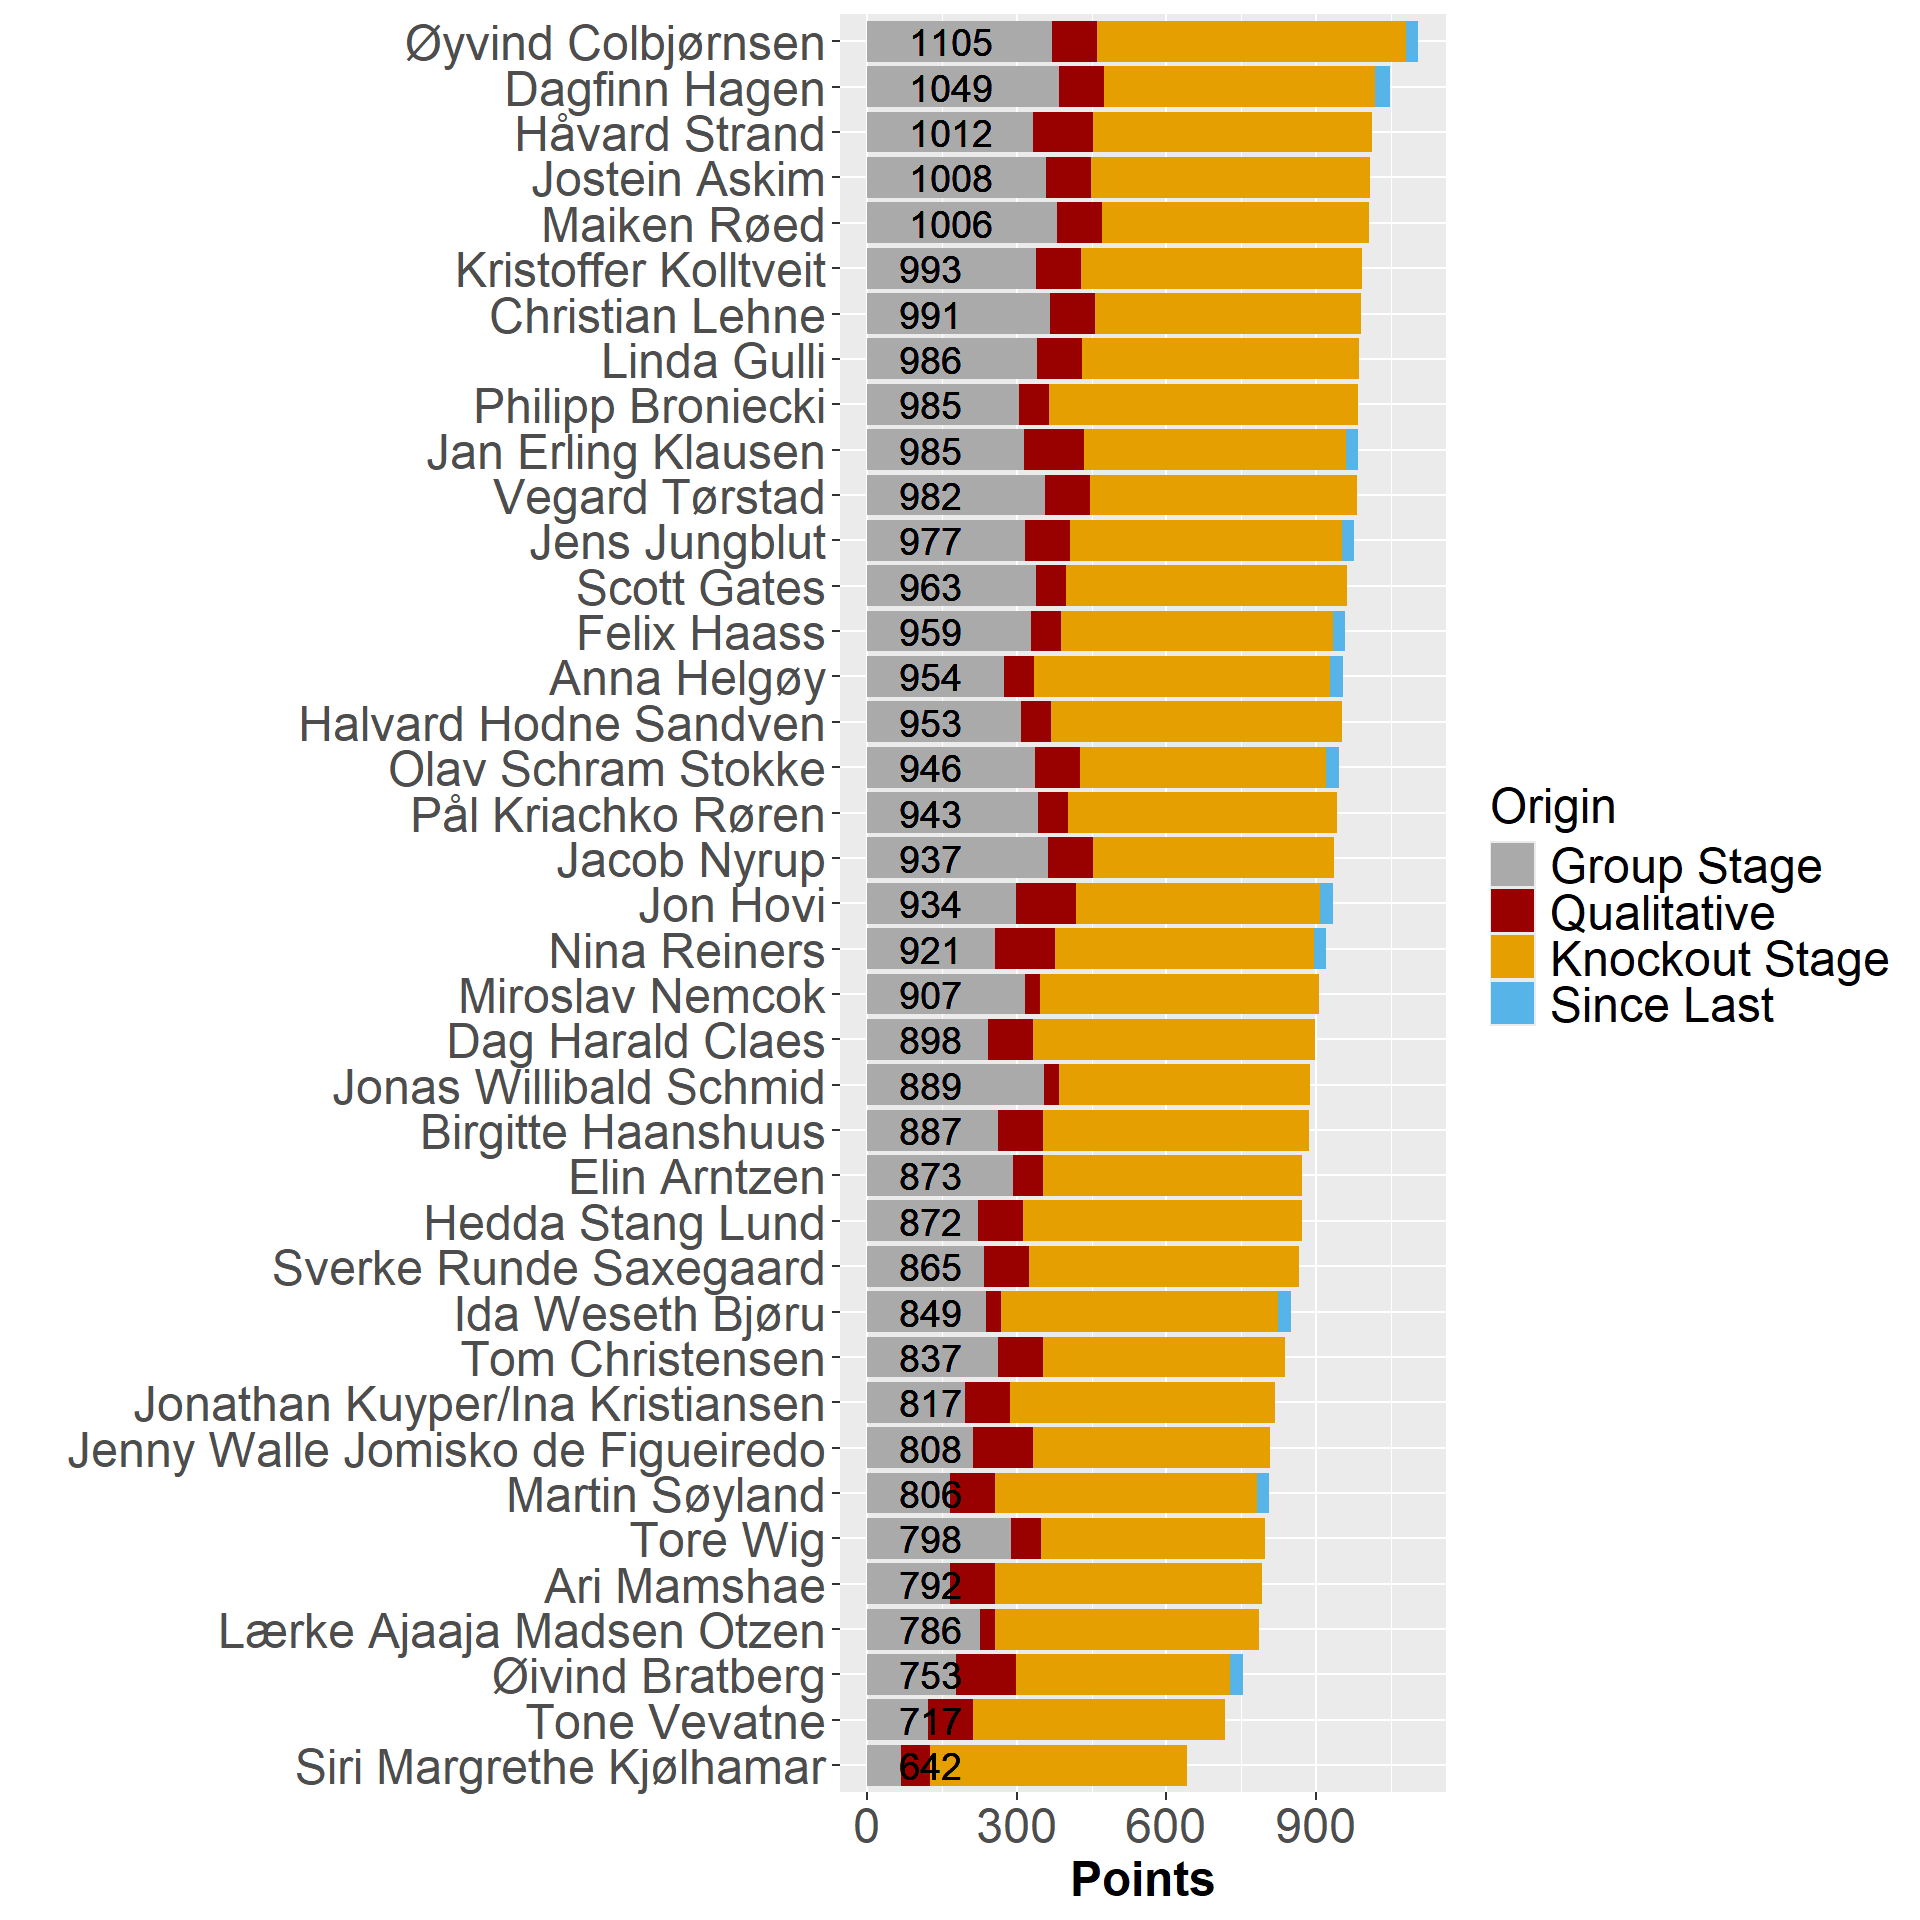 Øyvind Colbjørnsen 1105
Dagfinn Hagen 1049
Håvard Strand 1012
Jostein Askim 1008
Maiken Røed 1006
Kristoffer Kolltveit 993
Christian Lehne 991
Linda Gulli 986
Philipp Broniecki 985
Jan Erling Klausen 985
Vegard Tørstad 982
Jens Jungblut 977
Scott Gates 963
Felix Haass 959
Anna Helgøy 954
Halvard Hodne Sandven 953
Olav Schram Stokke 946
Pål Kriachko Røren 943
Jacob Nyrup 937
Jon Hovi 934
Nina Reiners 921
Miroslav Nemcok 907
Dag Harald Claes 898
Jonas Willibald Schmid 889
Birgitte Haanshuus 887
Elin Arntzen 873
Hedda Stang Lund 872
Sverke Runde Saxegaard 865
Ida Weseth Bjøru 849
Tom Christensen 837
Jonathan Kuyper/Ina Kristiansen 817
Jenny Walle Jomisko de Figueiredo 808
Martin Søyland 806
Tore Wig 798
Ari Mamshae 792
Lærke Ajaaja Madsen Otzen 786
Øivind Bratberg 753
Tone Vevatne 717
Siri Margrethe Kjølhamar 642
0 300 600 900
Points
Origin
Group Stage
Qualitative
Knockout Stage
Since Last